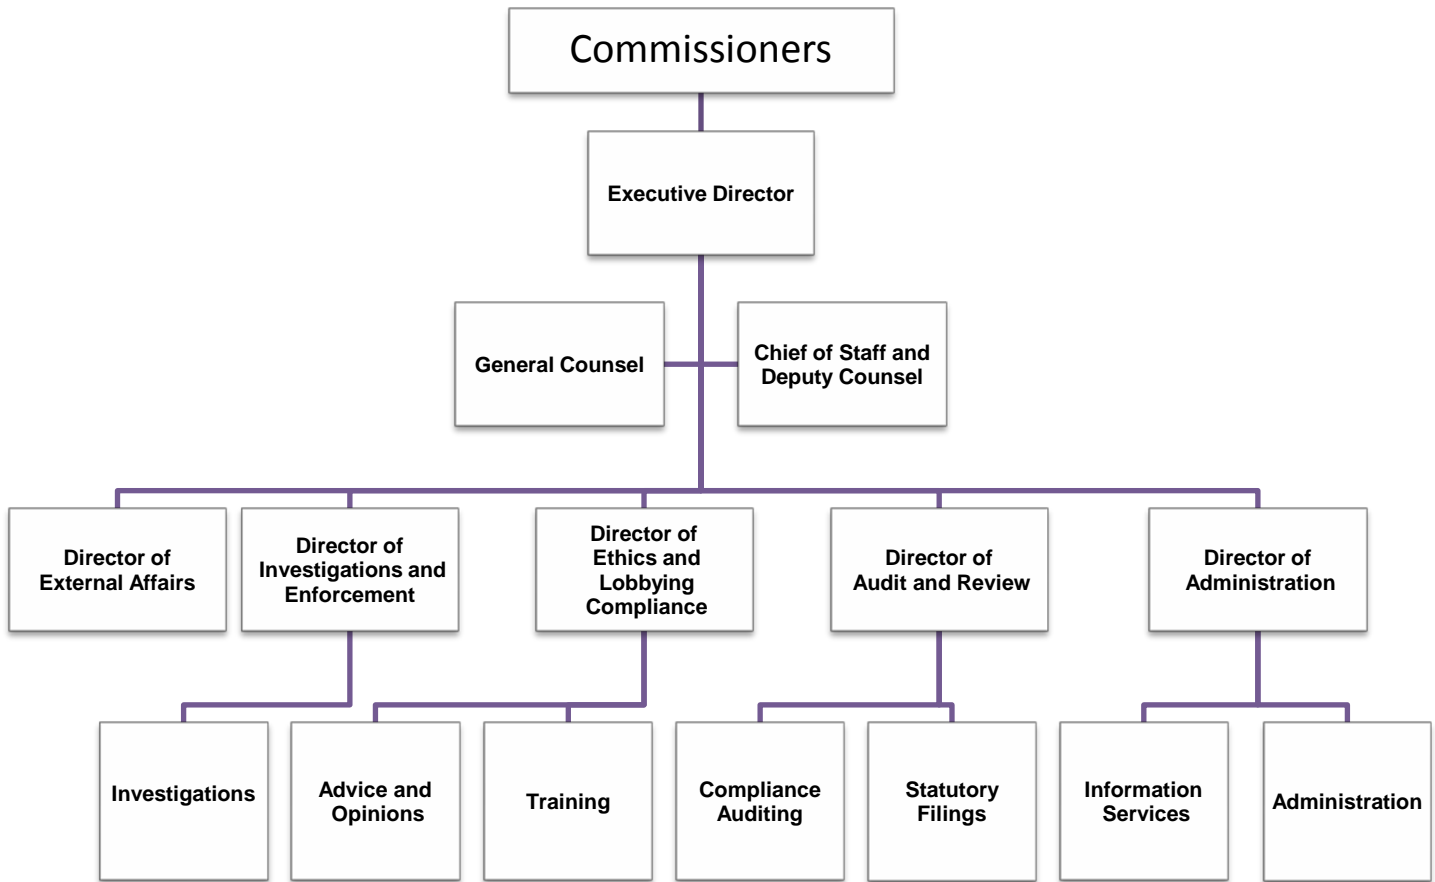 Commissioners
Executive Director
General Counsel
Chief of Staff and
Deputy Counsel
Director of
External Affairs
Director of
Investigations and
Enforcement
Director of
Ethics and
Lobbying
Compliance
Director of
Audit and Review
Director of
Administration
Investigations
Advice and
Opinions
Training
Compliance
Auditing
Statutory
Filings
Information
Services
Administration